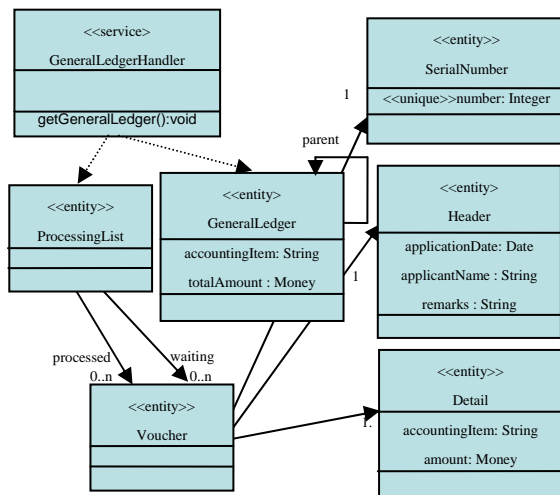 <<service>
GeneralLedgerHandler
getGeneralLedger():void
<<entity>>
SerialNumber
<<unique>>number: Integer
1
parent
<<entity>>
ProcessingList
<<entity>
GeneralLedger
accountingItem: String
totalAmount : Money
<<entity>
Header
applicationDate: Date
applicantName : String
remarks : String
1
processed
0..n
waiting
0..n
<<entity>>
Voucher
1.
<<entity>>
Detail
accountingItem: String
amount: Money